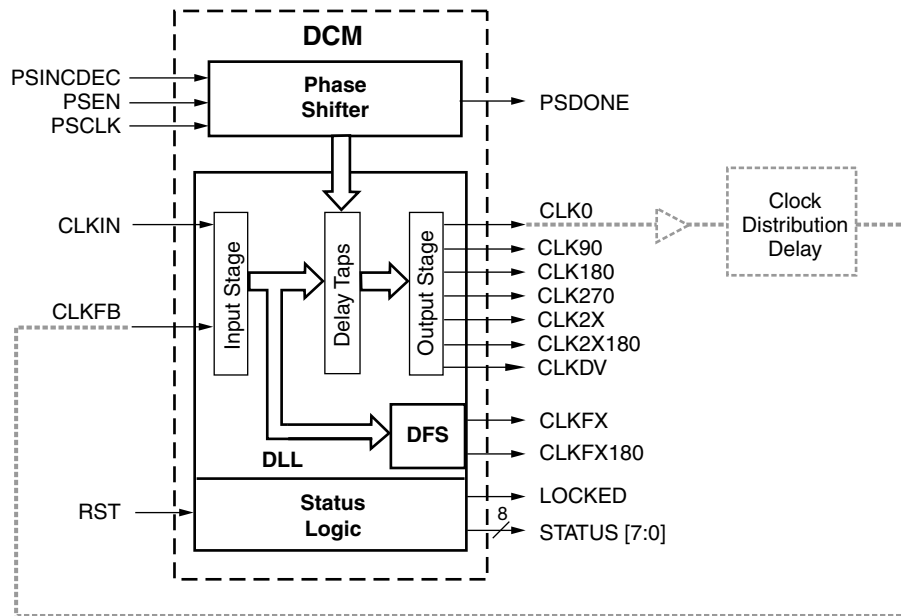 DCM
PSINCDEC
PSEN
PSCLK
Phase
Shifter
PSDONE
CLKIN
CLKFB
Input Stage
Delay Taps
Output Stage
CLK0
CLK90
CLK180
CLK270
CLK2X
CLK2X180
CLKDV
Clock
Distribution
Delay
DFS
CLKFX
CLKFX180
DLL
RST
Status
Logic
LOCKED
8
STATUS [7:0]